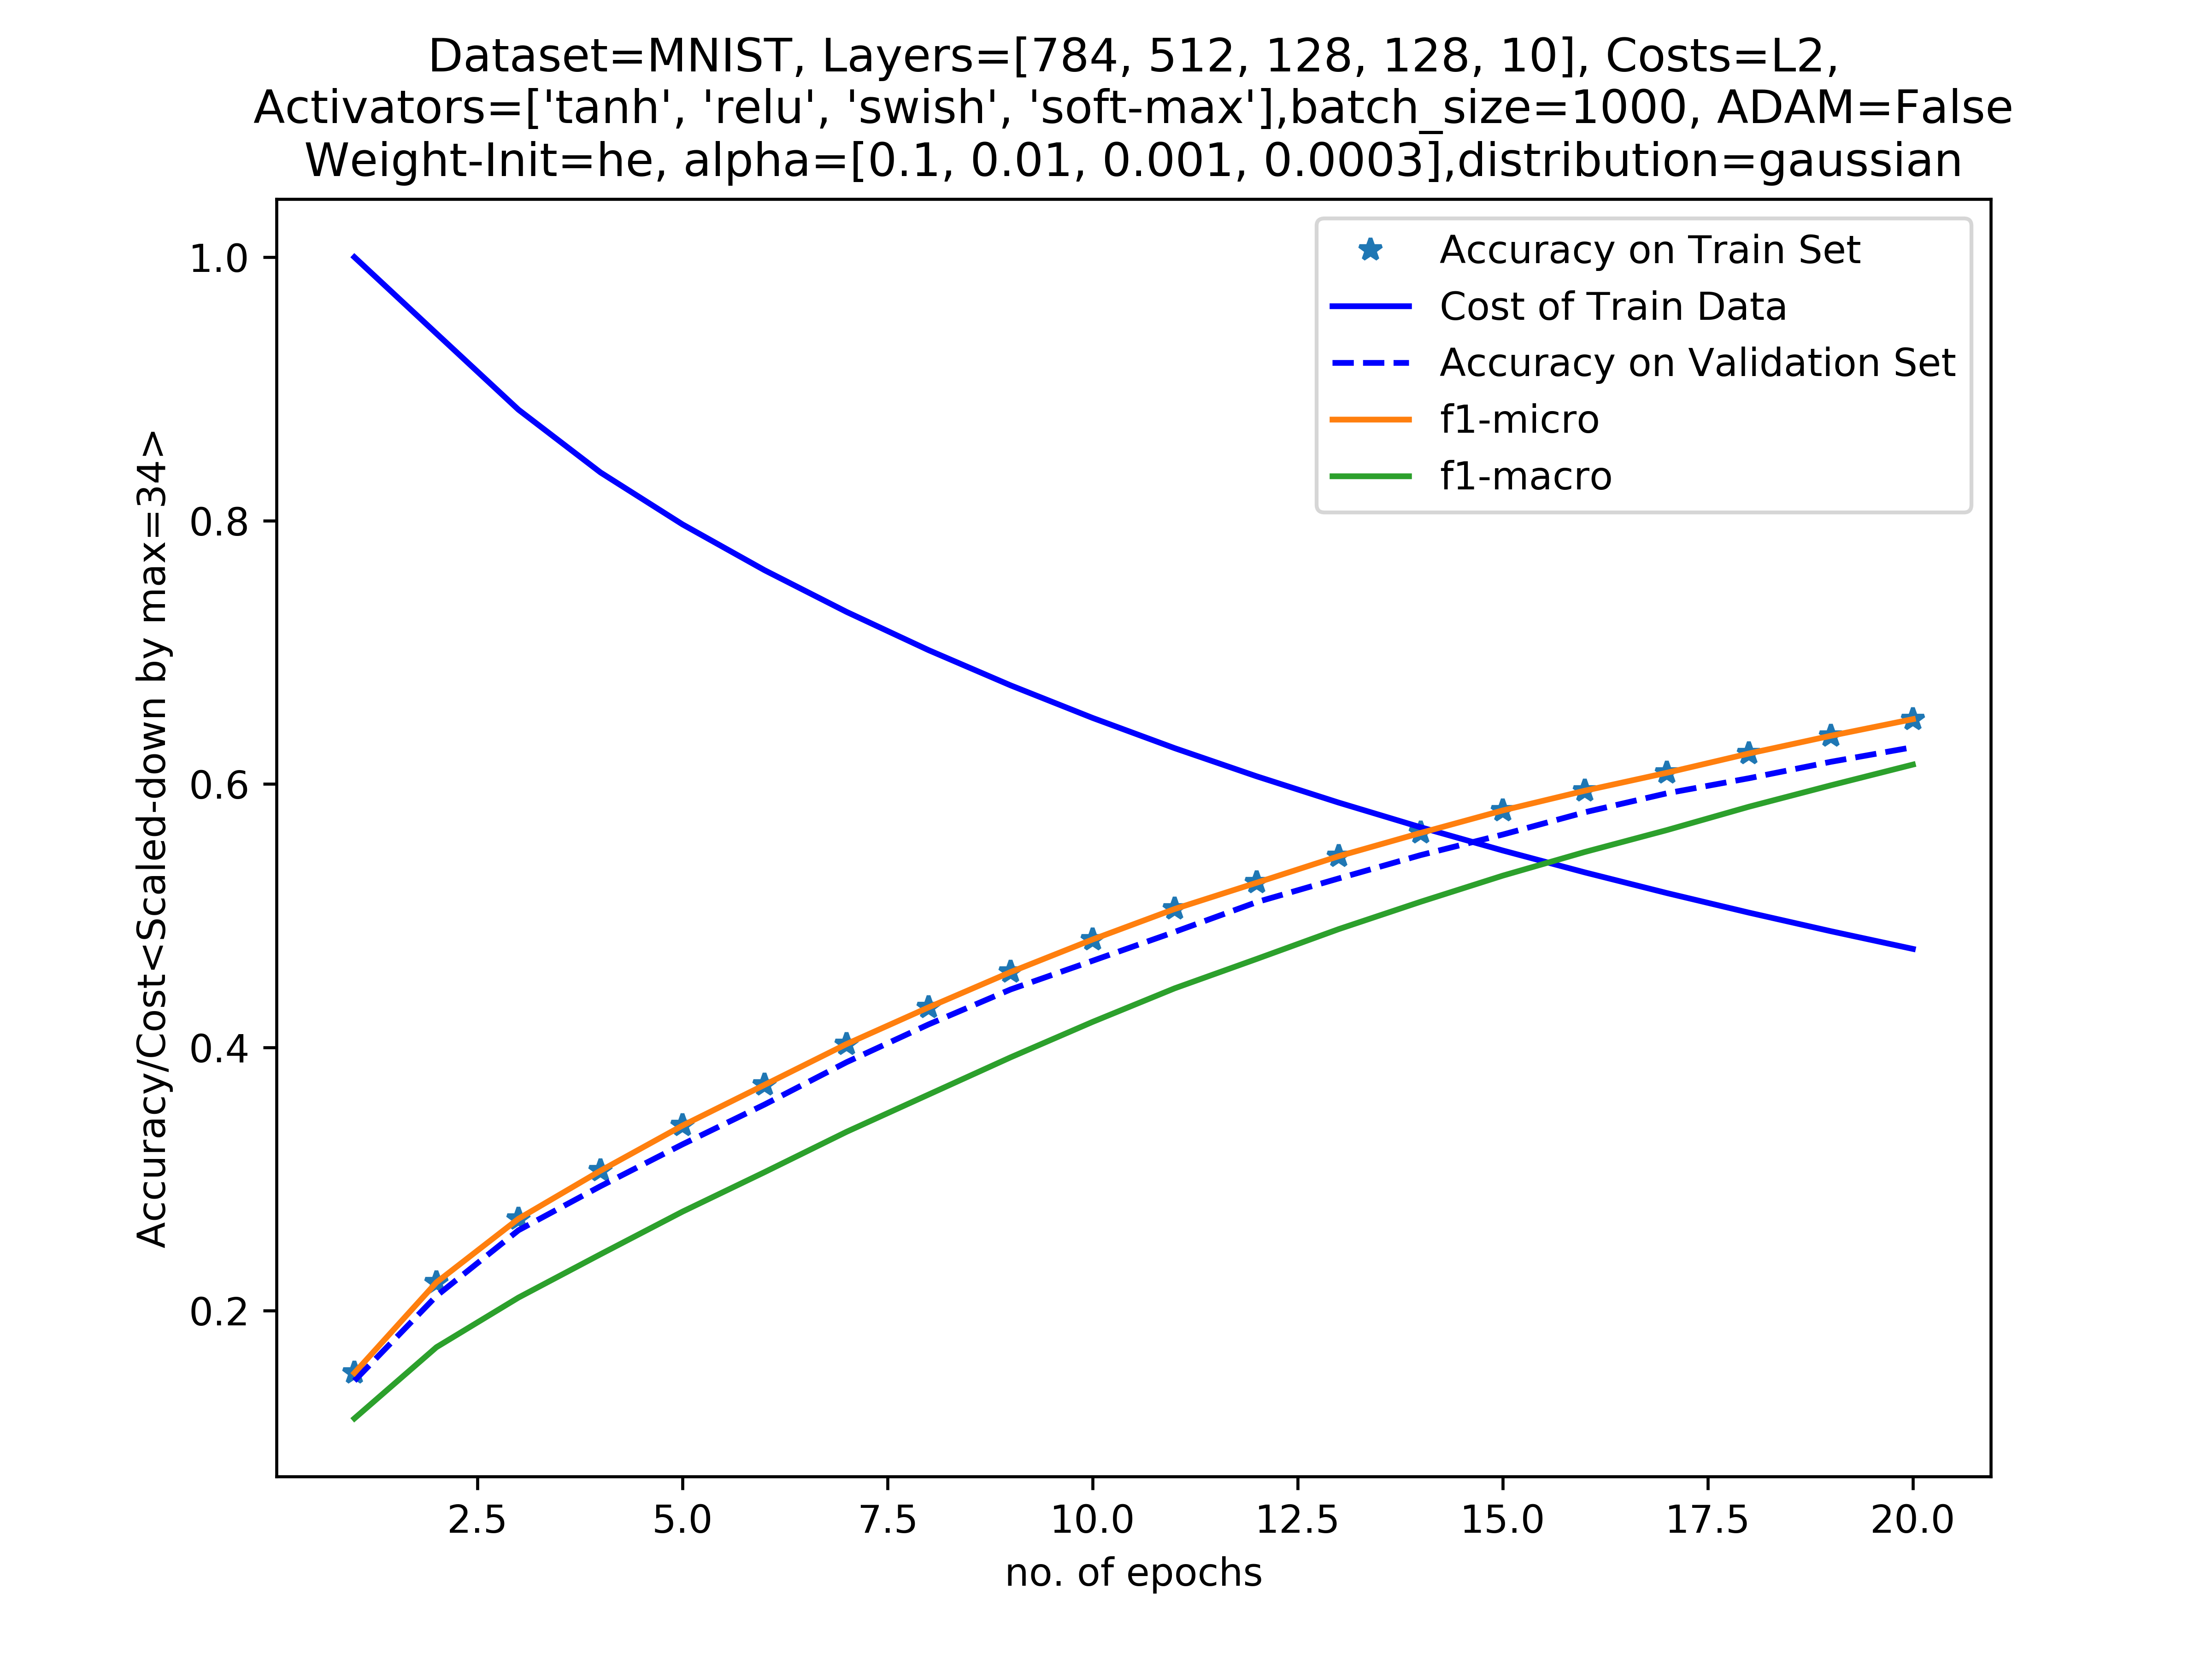 Dataset=MNIST, Layers=[784, 512, 128, 128, 10], Costs=L2,
Activators=['tanh', 'relu', 'swish', 'soft-max'],batch_size=1000, ADAM=False
Weight-Init=he, alpha=[0.1, 0.01, 0.001, 0.0003],distribution=gaussian
Accuracy on Train Set
Cost of Train Data
Accuracy on Validation Set
f1-micro
f1-macro
Accuracy/Cost<Scaled-down by max=34>
1.0
0.8
0.6
0.4
0.2
2.5 5.0 7.5 10.0 12.5 15.0 17.5 20.0
no. of epochs